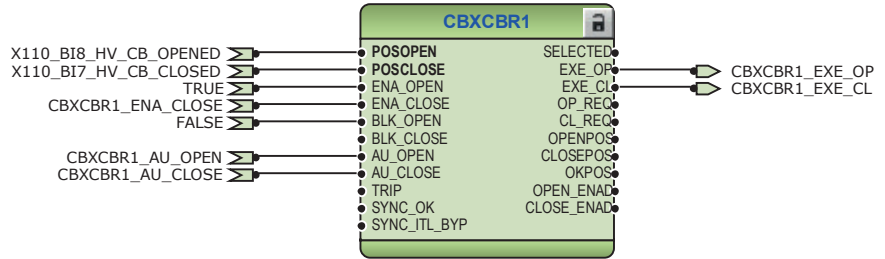 CBXCBR1
X110_BI8_HV_CB_OPENED POSOPEN SELECTED
X110_BI7_HV_CB_CLOSED POSCLOSE EXE_OP CBXCBR1_EXE_OP
TRUE ENA_OPEN EXE_CL CBXCBR1_EXE_CL
CBXCBR1_ENA_CLOSE ENA_CLOSE OP_REQ
FALSE BLK_OPEN CL_REQ
BLK_CLOSE OPENPOS
CBXCBR1_AU_OPEN AU_OPEN CLOSEPOS
CBXCBR1_AU_CLOSE AU_CLOSE OKPOS
TRIP OPEN_ENAD
SYNC_OK CLOSE_ENAD
SYNC_ITL_BYP